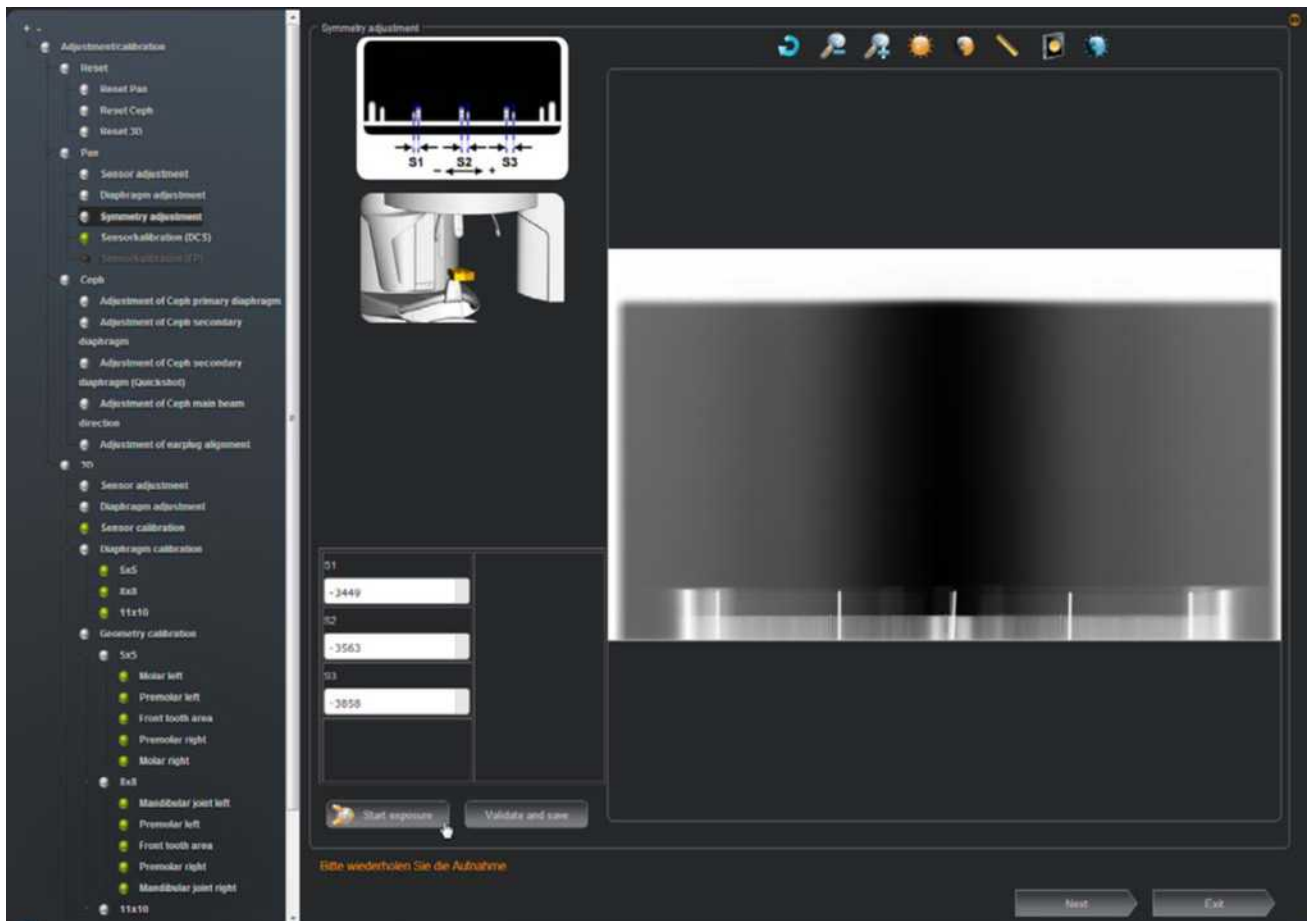 + -
Adjustment/calibration
Reset
Reset Pan
Reset Ceph
Reset 3D
Pan
Sensor adjustment
Diaphragm adjustment
Symmetry adjustment
Sensorkalibration (DCS)
Sensorkalibration (FP)
Ceph
Adjustment of Ceph primary diaphragm
Adjustment of Ceph secondary
diaphragm
Adjustment of Ceph secondary
diaphragm (Quickshot)
Adjustment of Ceph main beam
direction
Adjustment of earplug alignment
3D
Sensor adjustment
Diaphragm adjustment
Sensor calibration
Diaphragm calibration
5x5
8x8
11x10
Geometry calibration
5x5
Molar left
Premolar left
Front tooth area
Premolar right
Molar right
8x8
Mandibular joint left
Premolar left
Front tooth area
Premolar right
Mandibular joint right
11x10
Symmetry adjustment
S1 S2 S3
- +
S1
-3449
S2
-3563
S3
-3858
Start exposure
Validate and save
Bitte wiederholen Sie die Aufnahme
Next
Exit